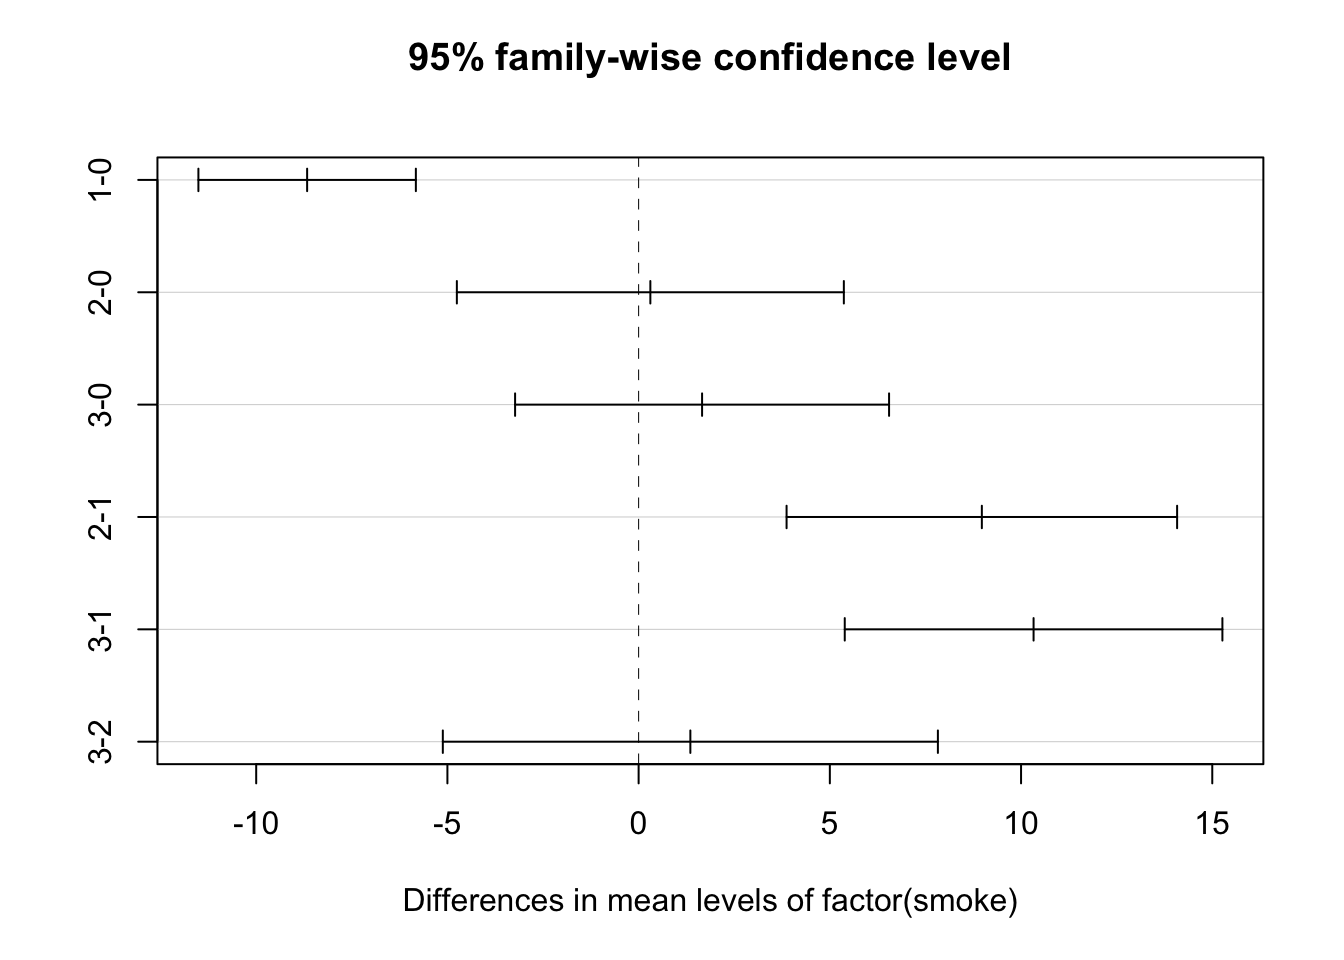 95% family-wise confidence level
1-0
2-0
3-0
2-1
3-1
3-2
-10 -5 0 5 10 15
Differences in mean levels of factor(smoke)